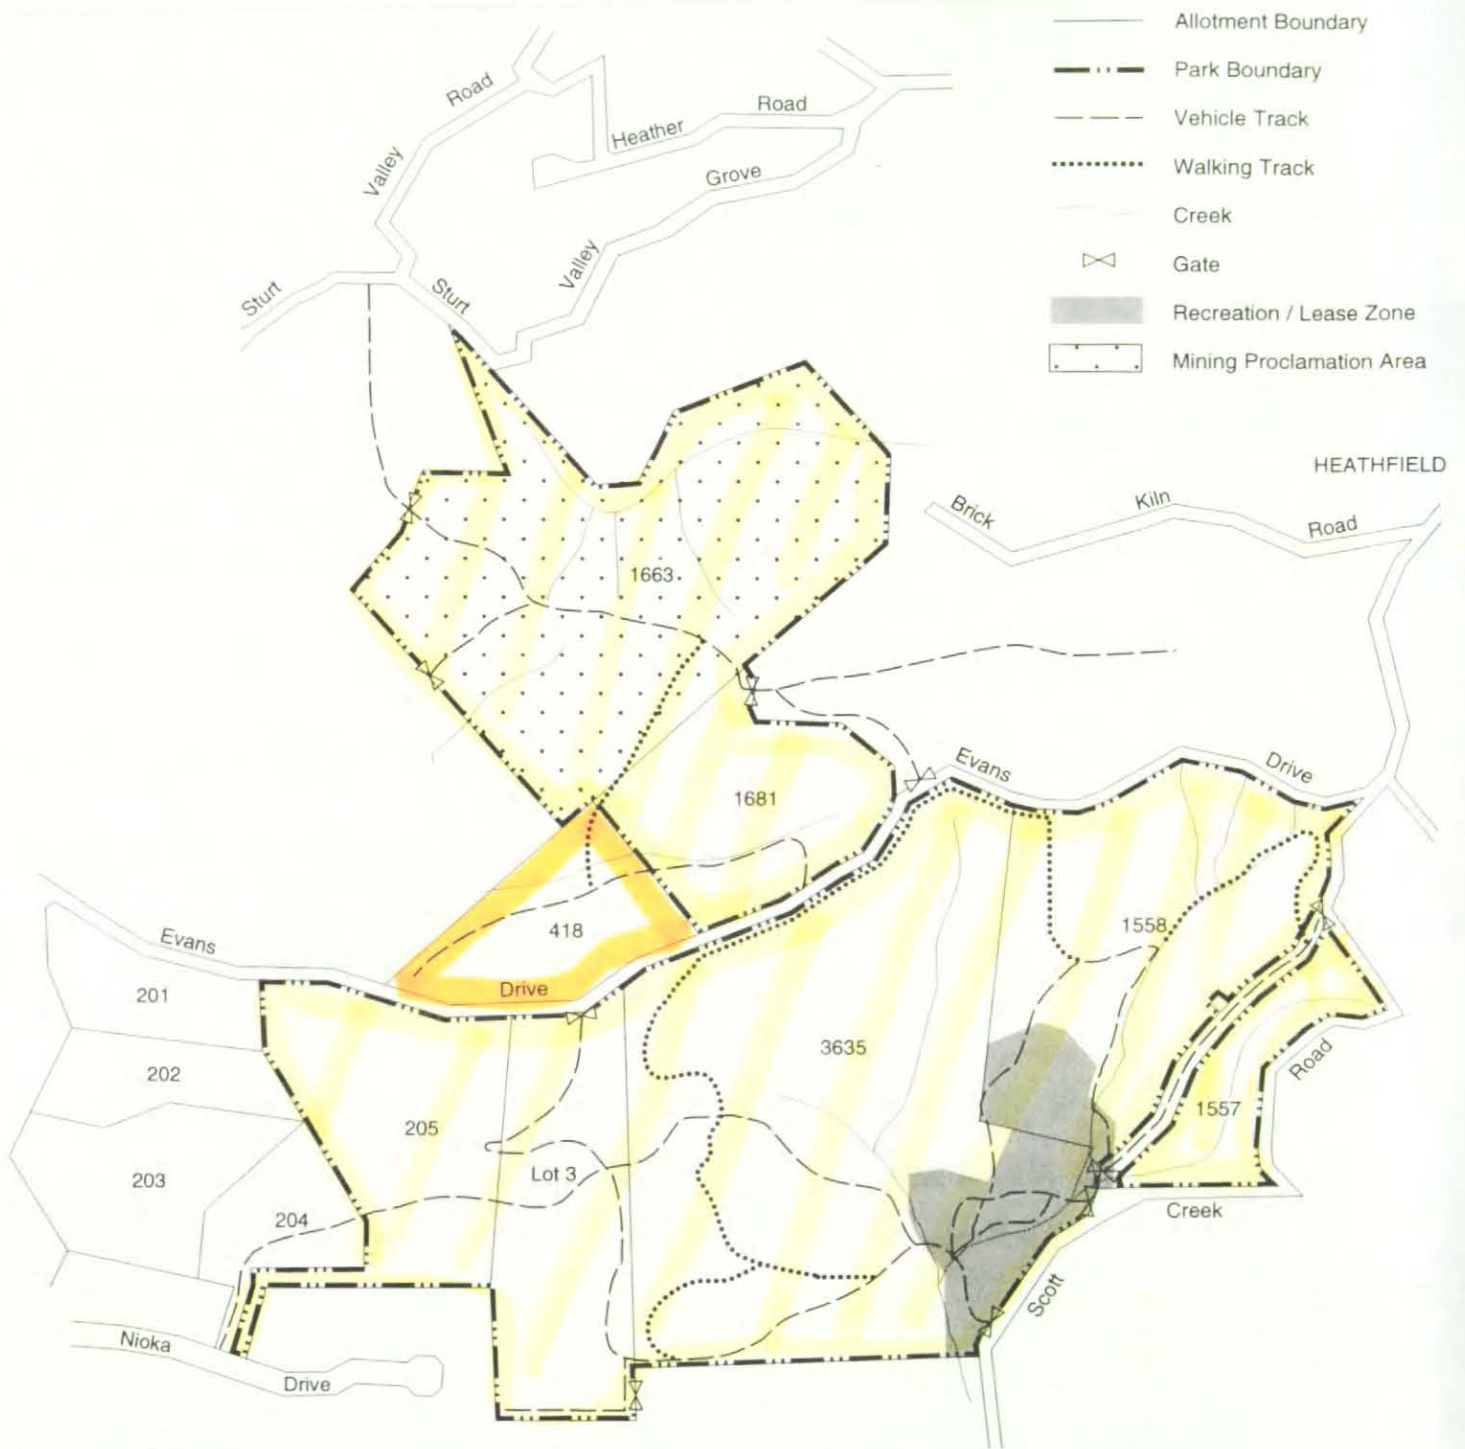 Allotment Boundary
Park Boundary
Vehicle Track
Walking Track
Creek
Gate
Recreation / Lease Zone
Mining Proclamation Area
Road
Valley
Heather
Road
Grove
Valley
Sturt
Sturt
HEATHFIELD
Brick
Kiln
Road
1663
Evans
Drive
1681
418
1558
Evans
Drive
201
3635
202
Road
1557
205
Lot 3
203
204
Creek
Scott
Nioka
Drive